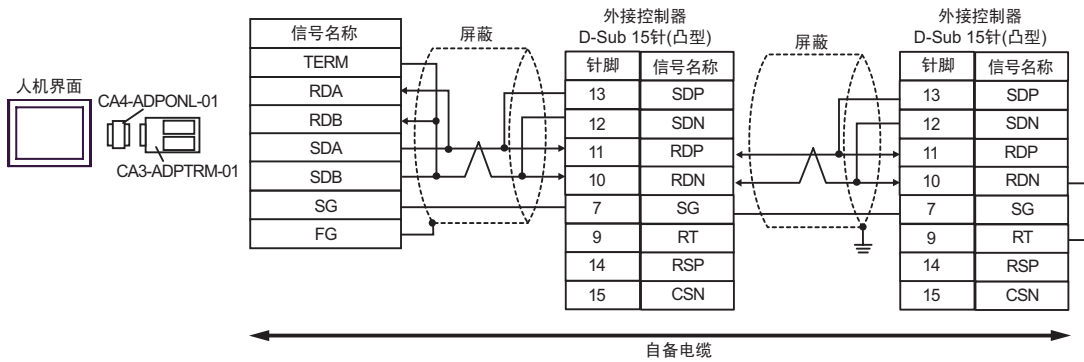 人机界面
CA4-ADPONL-01
CA3-ADPTRM-01
信号名称
TERM
RDA
RDB
SDA
SDB
SG
FG
屏蔽
外接控制器
D-Sub 15针(凸型)
针脚 信号名称
13 SDP
12 SDN
11 RDP
10 RDN
7 SG
9 RT
14 RSP
15 CSN
屏蔽
外接控制器
D-Sub 15针(凸型)
针脚 信号名称
13 SDP
12 SDN
11 RDP
10 RDN
7 SG
9 RT
14 RSP
15 CSN
自备电缆